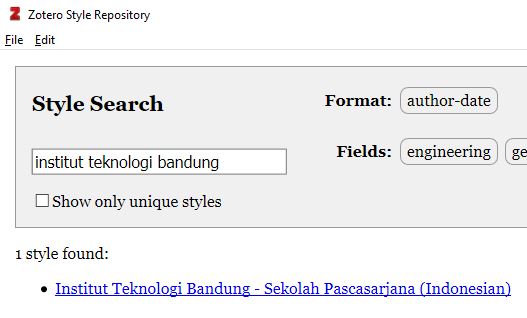 Zotero Style Repository
File Edit
Style Search
Format: author-date
institut teknologi bandung
Fields: engineering ge
Show only unique styles
1 style found:
Institut Teknologi Bandung - Sekolah Pascasarjana (Indonesian)